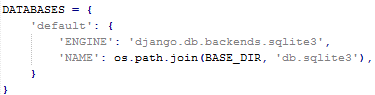 DATABASES = {
    'default': {
        'ENGINE': 'django.db.backends.sqlite3',
        'NAME': os.path.join(BASE_DIR, 'db.sqlite3'),
    }
}